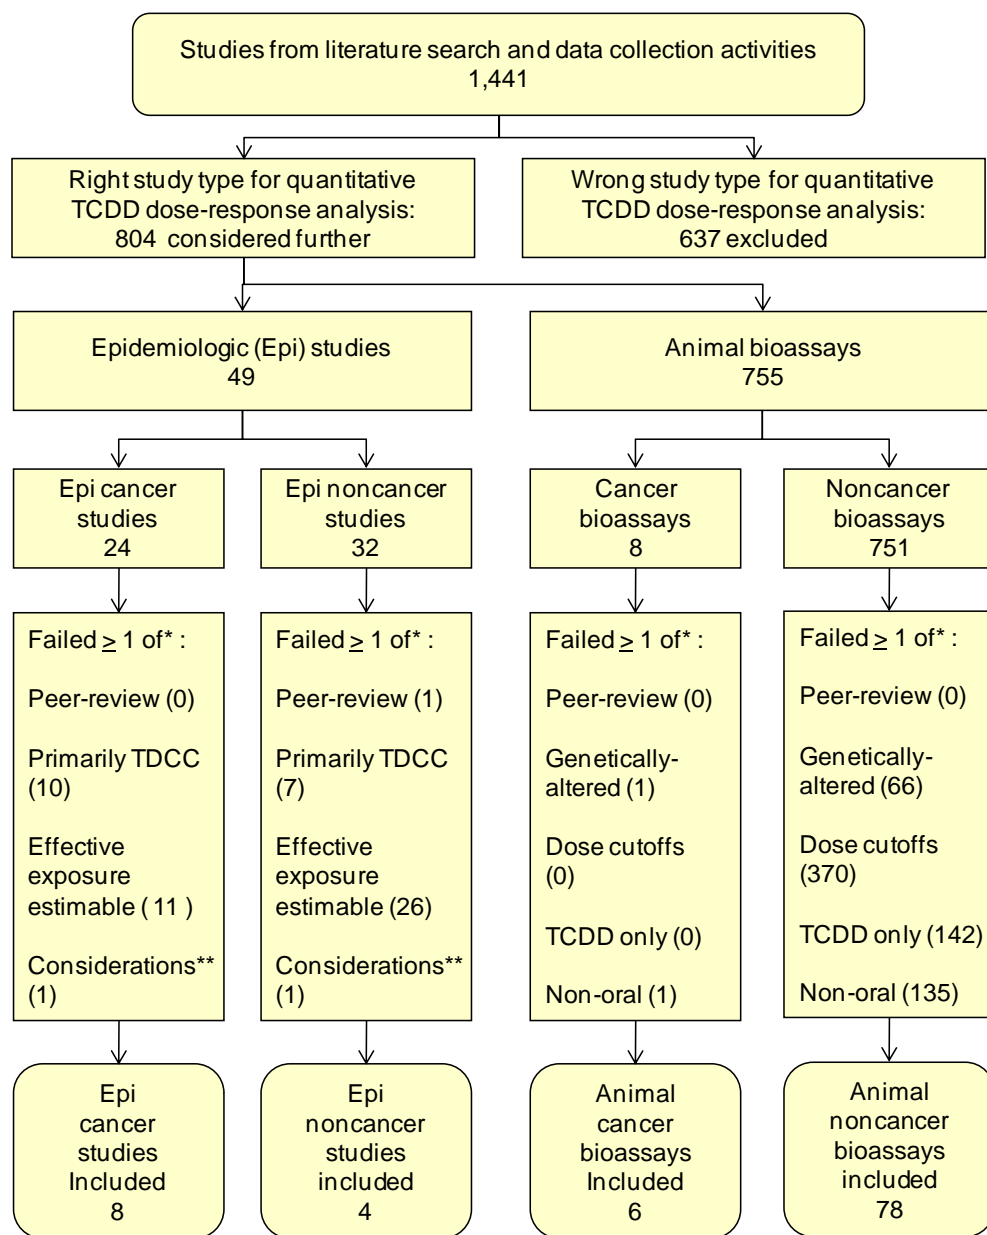 Studies from literature search and data collection activities
1,441
Right study type for quantitative
TCDD dose-response analysis:
804 considered further
Wrong study type for quantitative
TCDD dose-response analysis:
637 excluded
Epidemiologic (Epi) studies
49
Animal bioassays
755
Epi cancer
studies
24
Epi noncancer
studies
32
Cancer
bioassays
8
Noncancer
bioassays
751
Failed ≥ 1 of* :
Peer-review (0)
Primarily TDCC
(10)
Effective
exposure
estimable ( 11 )
Considerations**
(1)
Failed ≥ 1 of* :
Peer-review (1)
Primarily TDCC
(7)
Effective
exposure
estimable (26)
Considerations**
(1)
Failed ≥ 1 of* :
Peer-review (0)
Genetically-
altered (1)
Dose cutoffs
(0)
TCDD only (0)
Non-oral (1)
Failed ≥ 1 of* :
Peer-review (0)
Genetically-
altered (66)
Dose cutoffs
(370)
TCDD only (142)
Non-oral (135)
Epi
cancer
studies
Included
8
Epi
noncancer
studies
included
4
Animal
cancer
bioassays
Included
6
Animal
noncancer
bioassays
included
78